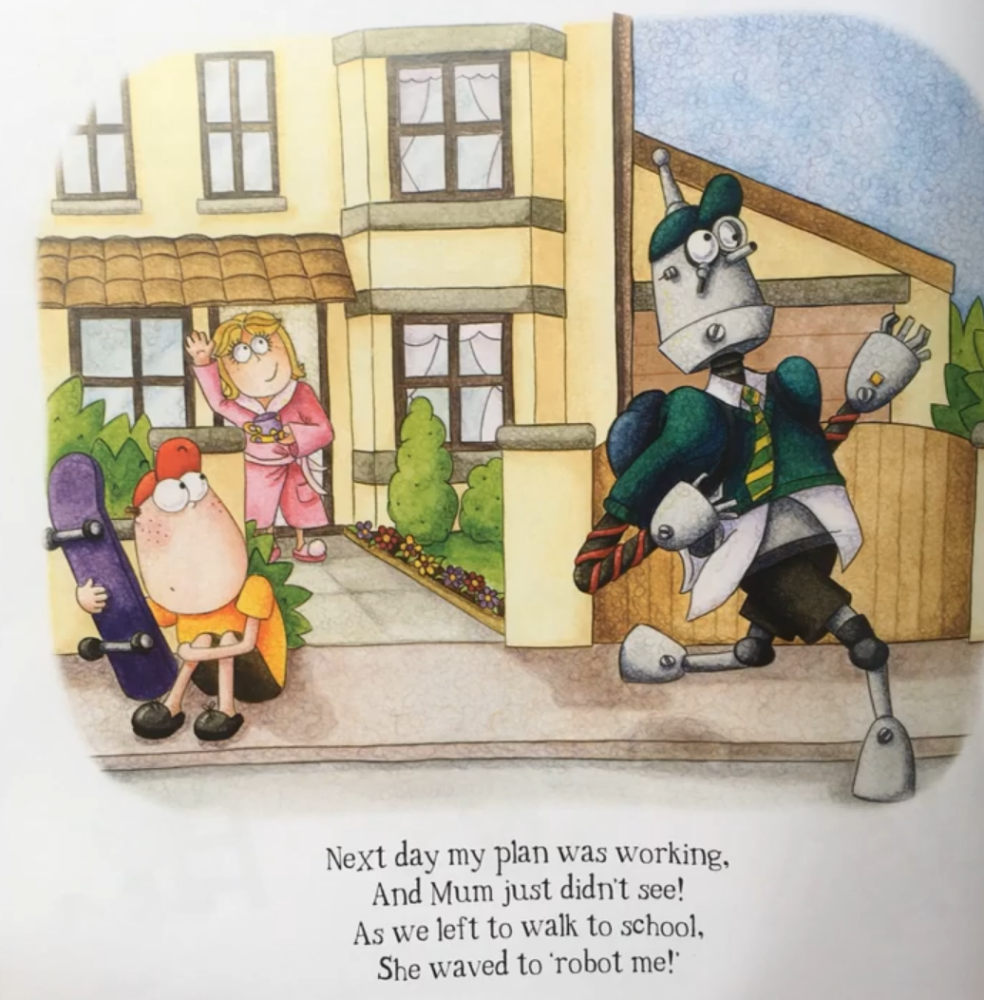 Next day my plan was working,
And Mum just didn't see!
As we left to walk to school,
She waved to 'robot me!'